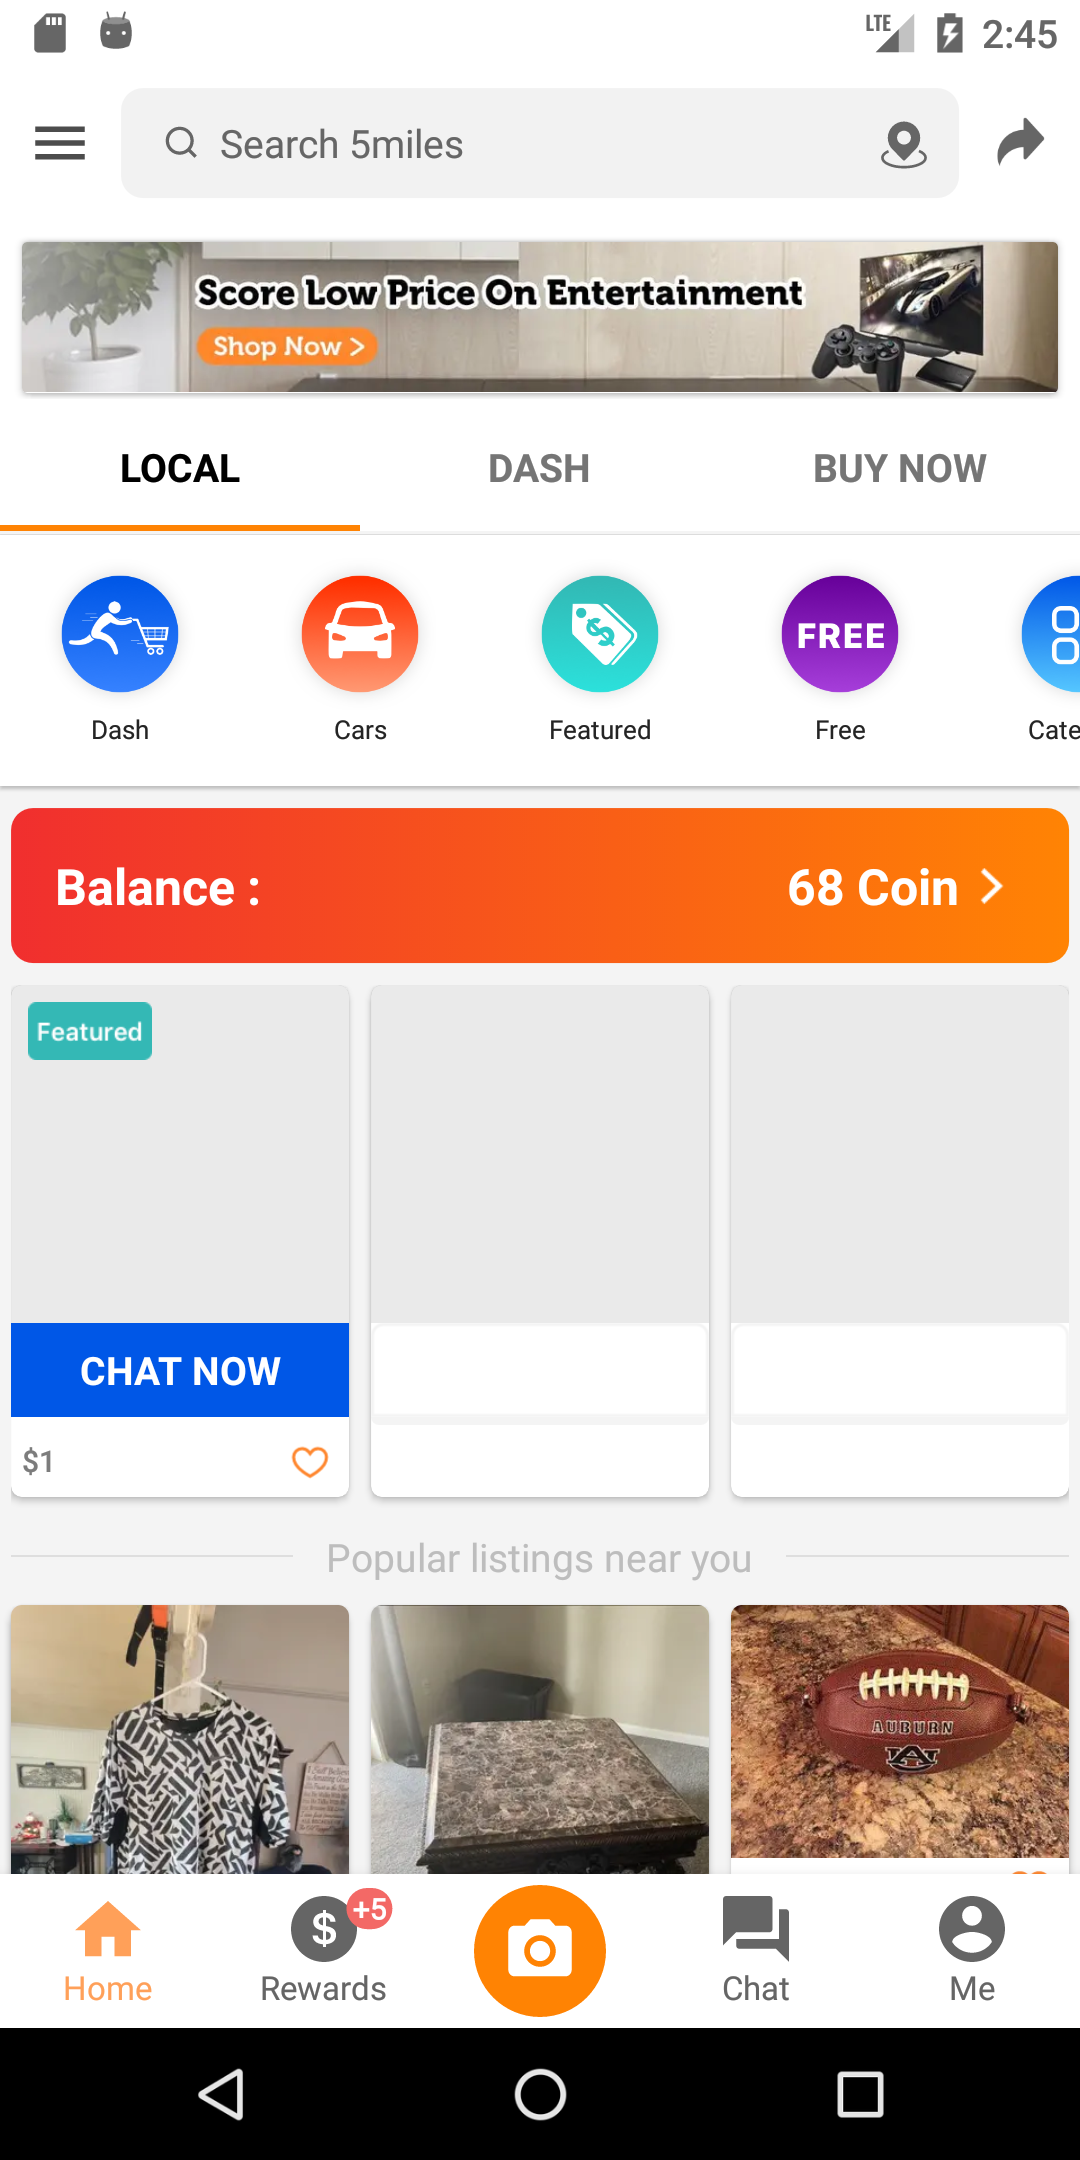 LTE 2:45
Search 5miles
Score Low Price On Entertainment
Shop Now >
LOCAL DASH BUY NOW
FREE
Dash Cars Featured Free Cate
Balance : 68 Coin
Featured
CHAT NOW
$1
Popular listings near you
AUBURN
+5
Home Rewards Chat Me